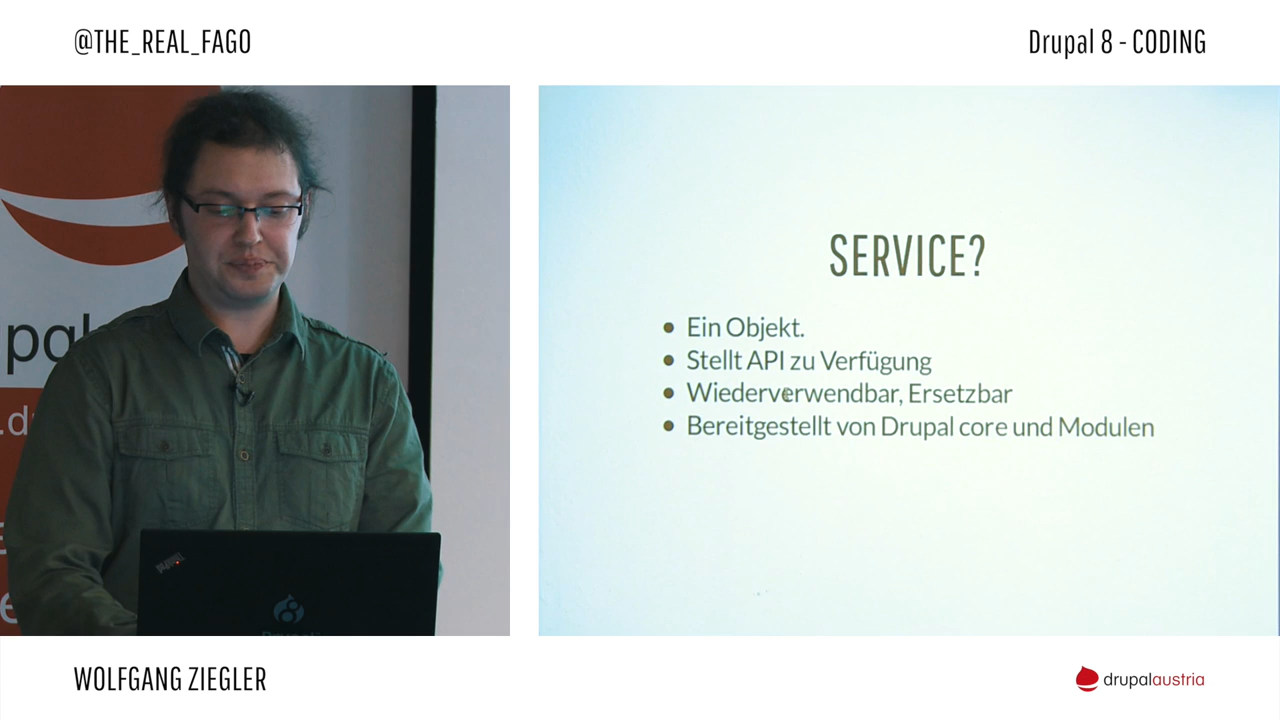 @THE_REAL_FAGO
Drupal 8 - CODING
SERVICE?
• Ein Objekt.
• Stellt API zu Verfügung
• Wiederverwendbar, Ersetzbar
• Bereitgestellt von Drupal core und Modulen
ThinkPad
WOLFGANG ZIEGLER
drupalaustria